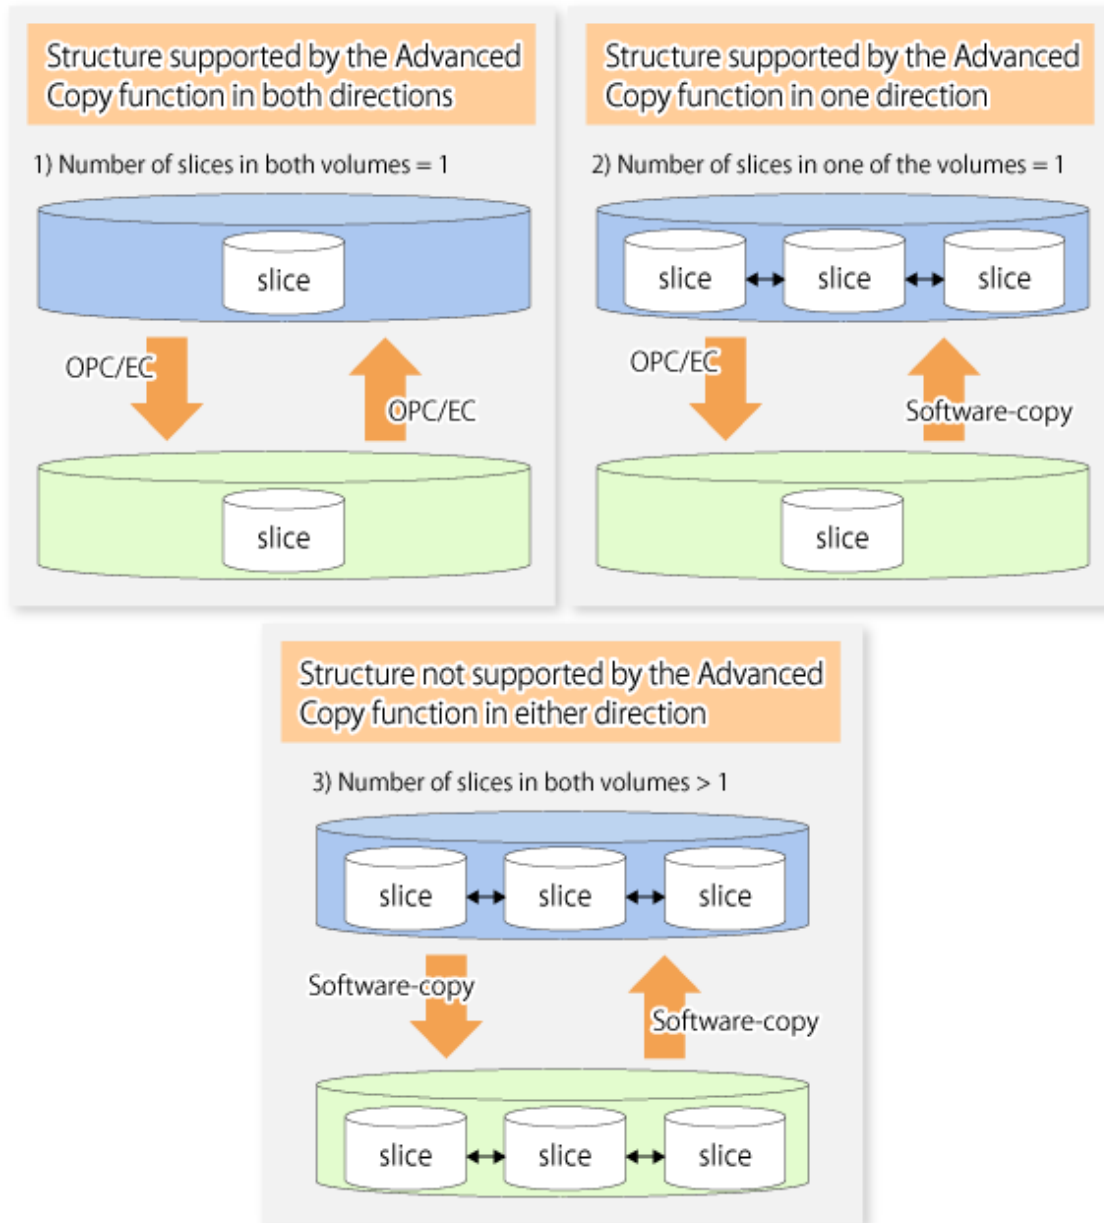 Structure supported by the Advanced
Copy function in both directions
1) Number of slices in both volumes = 1
slice
OPC/EC
OPC/EC
slice
Structure supported by the Advanced
Copy function in one direction
2) Number of slices in one of the volumes = 1
slice slice slice
OPC/EC
Software-copy
slice
Structure not supported by the Advanced
Copy function in either direction
3) Number of slices in both volumes > 1
slice slice slice
Software-copy
Software-copy
slice slice slice